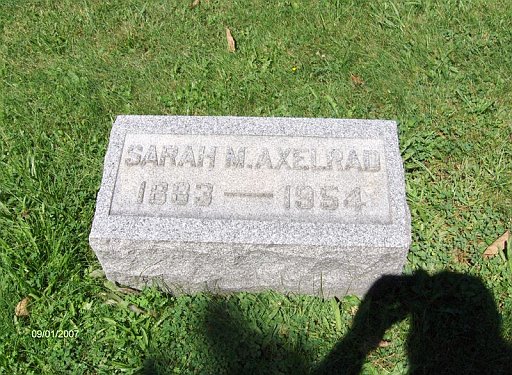 SARAH M. AXELRAD
1883 — 1954
09/01/2007